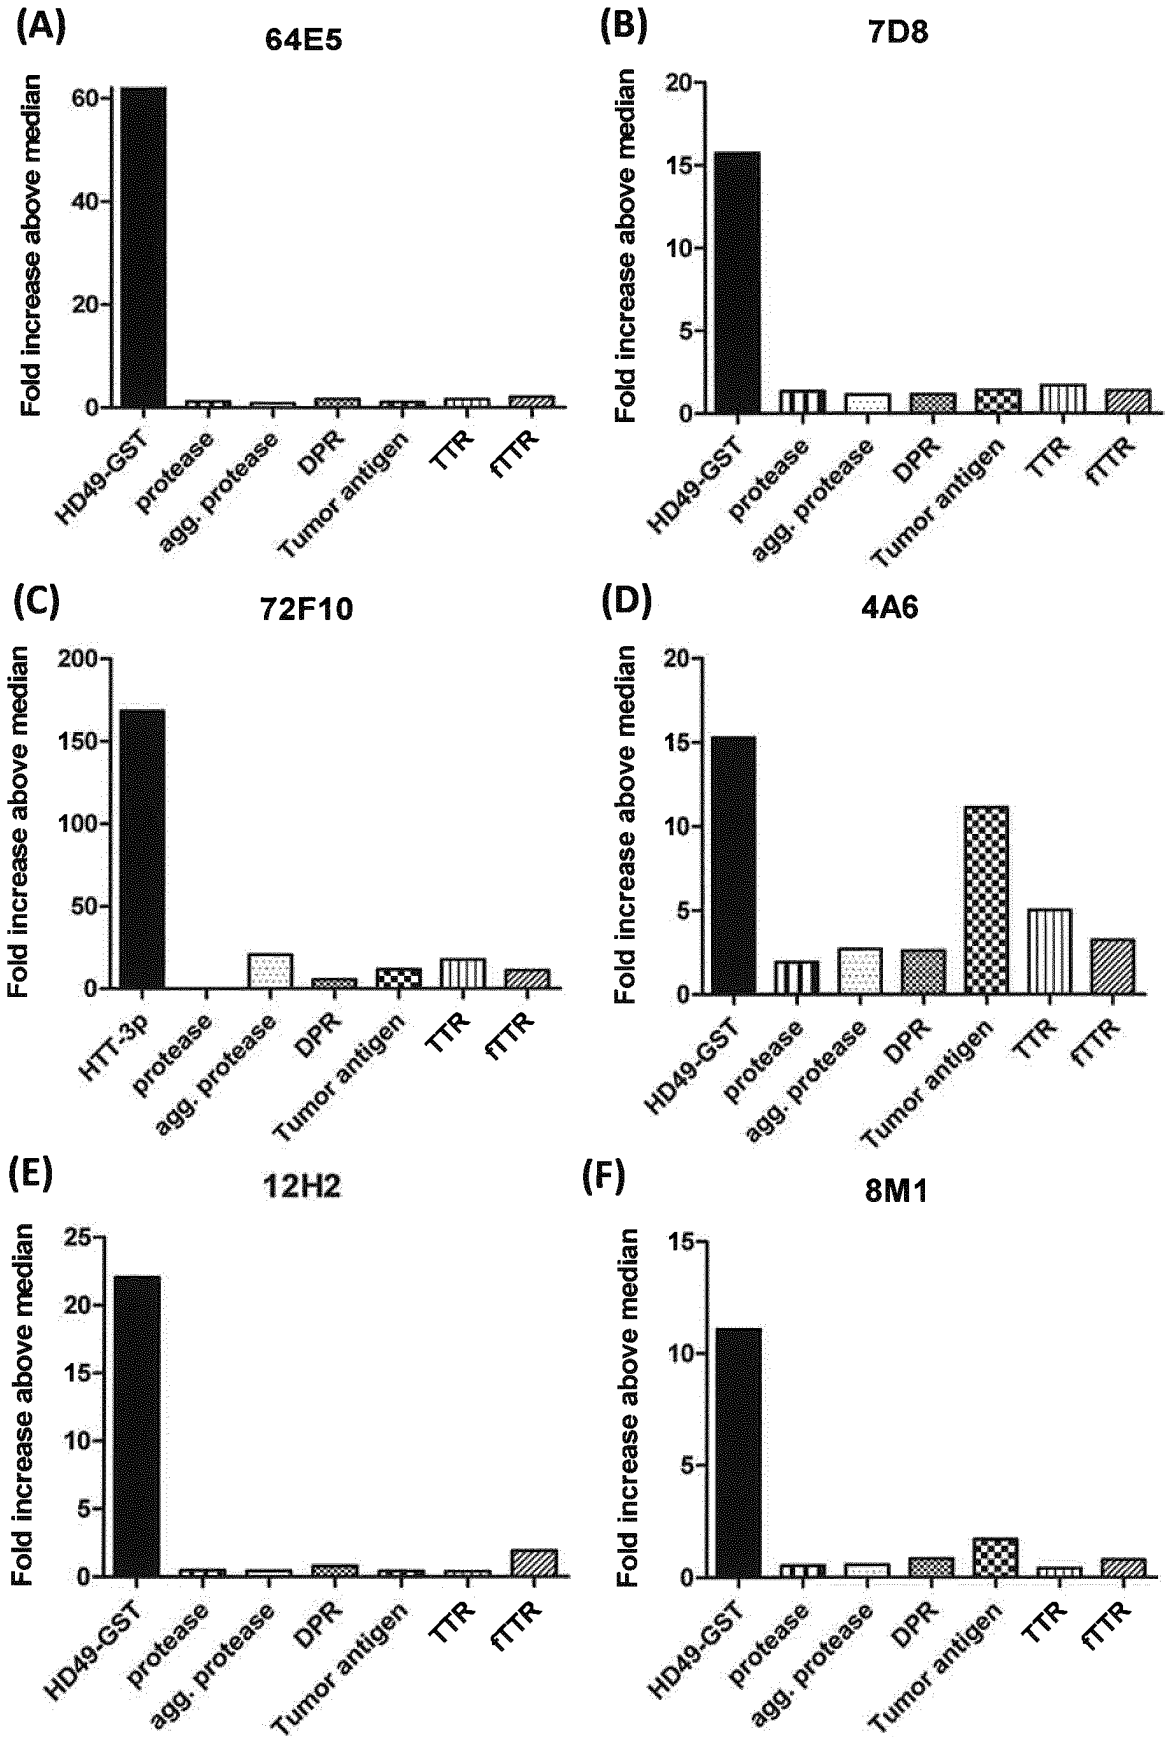 (A)
64E5
Fold increase above median
60
40
20
0
HD49-GST
protease
agg. protease
DPR
Tumor antigen
TTR
fTTR
(B)
7D8
Fold increase above median
20
15
10
5
0
HD49-GST
protease
agg. protease
DPR
Tumor antigen
TTR
fTTR
(C)
72F10
Fold increase above median
200
150
100
50
0
HTT-3p
protease
agg. protease
DPR
Tumor antigen
TTR
fTTR
(D)
4A6
Fold increase above median
20
15
10
5
0
HD49-GST
protease
agg. protease
DPR
Tumor antigen
TTR
fTTR
(E)
12H2
Fold increase above median
25
20
15
10
5
0
HD49-GST
protease
agg. protease
DPR
Tumor antigen
TTR
fTTR
(F)
8M1
Fold increase above median
15
10
5
0
HD49-GST
protease
agg. protease
DPR
Tumor antigen
TTR
fTTR